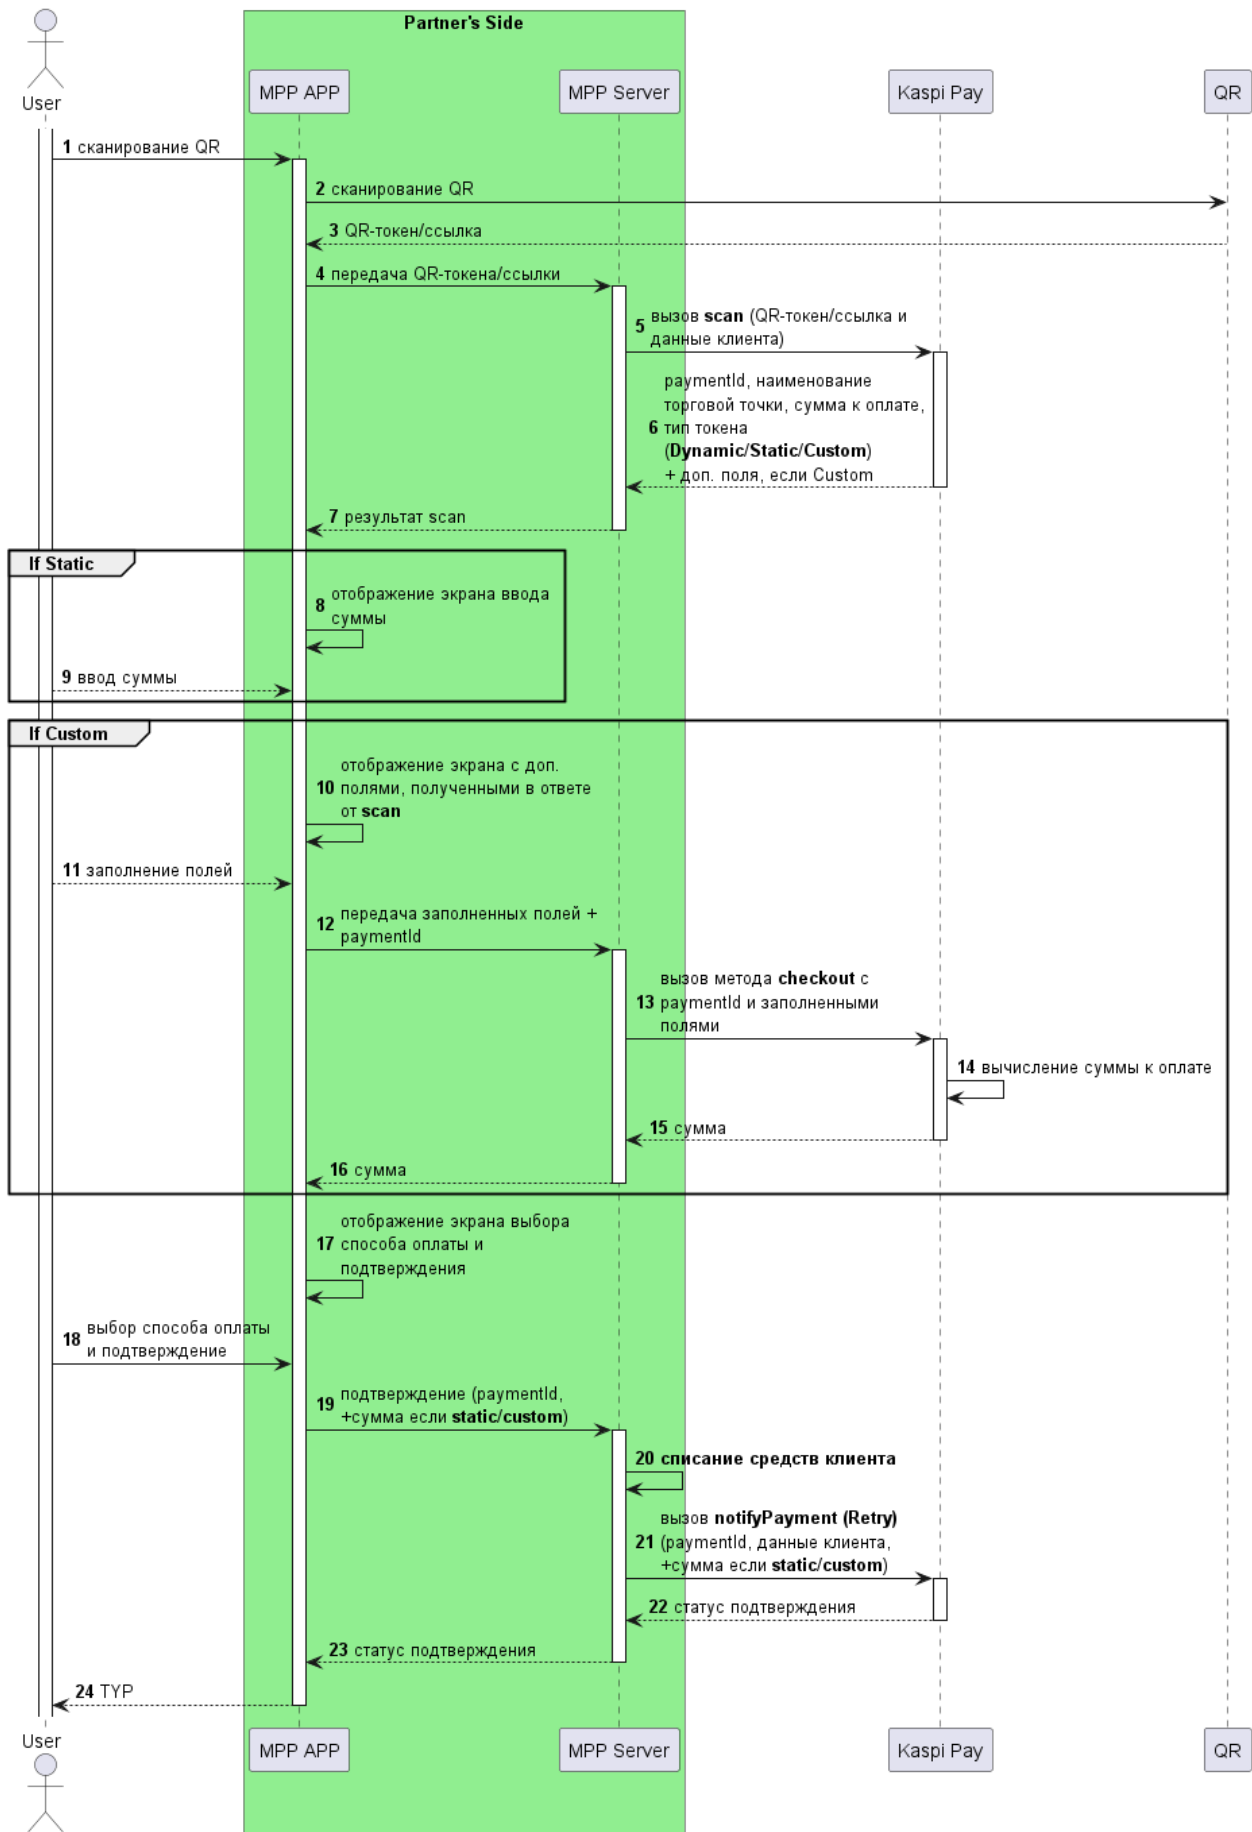 Partner's Side
User
MPP APP
MPP Server
Kaspi Pay
QR
1 сканирование QR
2 сканирование QR
3 QR-токен/ссылка
4 передача QR-токена/ссылки
5 вызов scan (QR-токен/ссылка и
данные клиента)
paymentId, наименование
торговой точки, сумма к оплате,
6 тип токена
(Dynamic/Static/Custom)
+ доп. поля, если Custom
7 результат scan
If Static
8 отображение экрана ввода
суммы
9 ввод суммы
If Custom
отображение экрана с доп.
10 полями, полученными в ответе
от scan
11 заполнение полей
12 передача заполненных полей +
paymentId
вызов метода checkout с
13 paymentId и заполненными
полями
14 вычисление суммы к оплате
15 сумма
16 сумма
отображение экрана выбора
17 способа оплаты и
подтверждения
18 выбор способа оплаты
и подтверждение
19 подтверждение (paymentId,
+сумма если static/custom)
20 списание средств клиента
вызов notifyPayment (Retry)
21 (paymentId, данные клиента,
+сумма если static/custom)
22 статус подтверждения
23 статус подтверждения
24 TYP
User
MPP APP
MPP Server
Kaspi Pay
QR